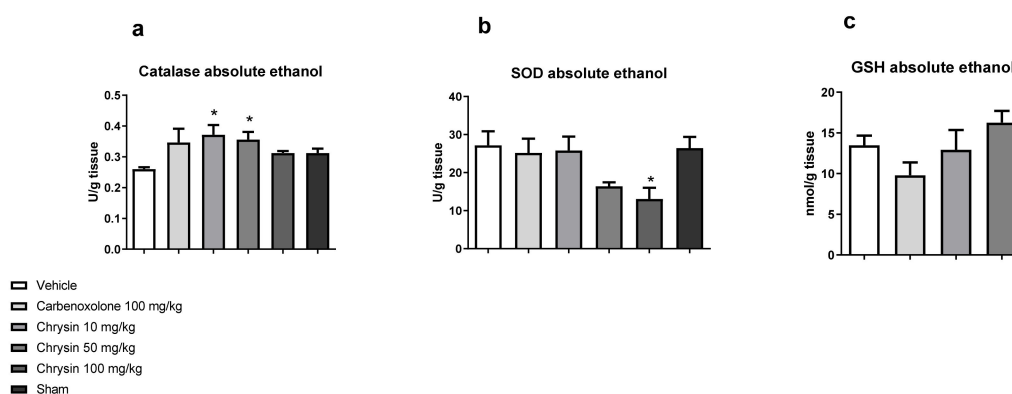 a
Catalase absolute ethanol
U/g tissue
0.5
0.4
0.3
0.2
0.1
0.0
*
*
b
SOD absolute ethanol
U/g tissue
40
30
20
10
0
*
c
GSH absolute ethanol
nmol/g tissue
20
15
10
5
0
Vehicle
Carbenoxolone 100 mg/kg
Chrysin 10 mg/kg
Chrysin 50 mg/kg
Chrysin 100 mg/kg
Sham